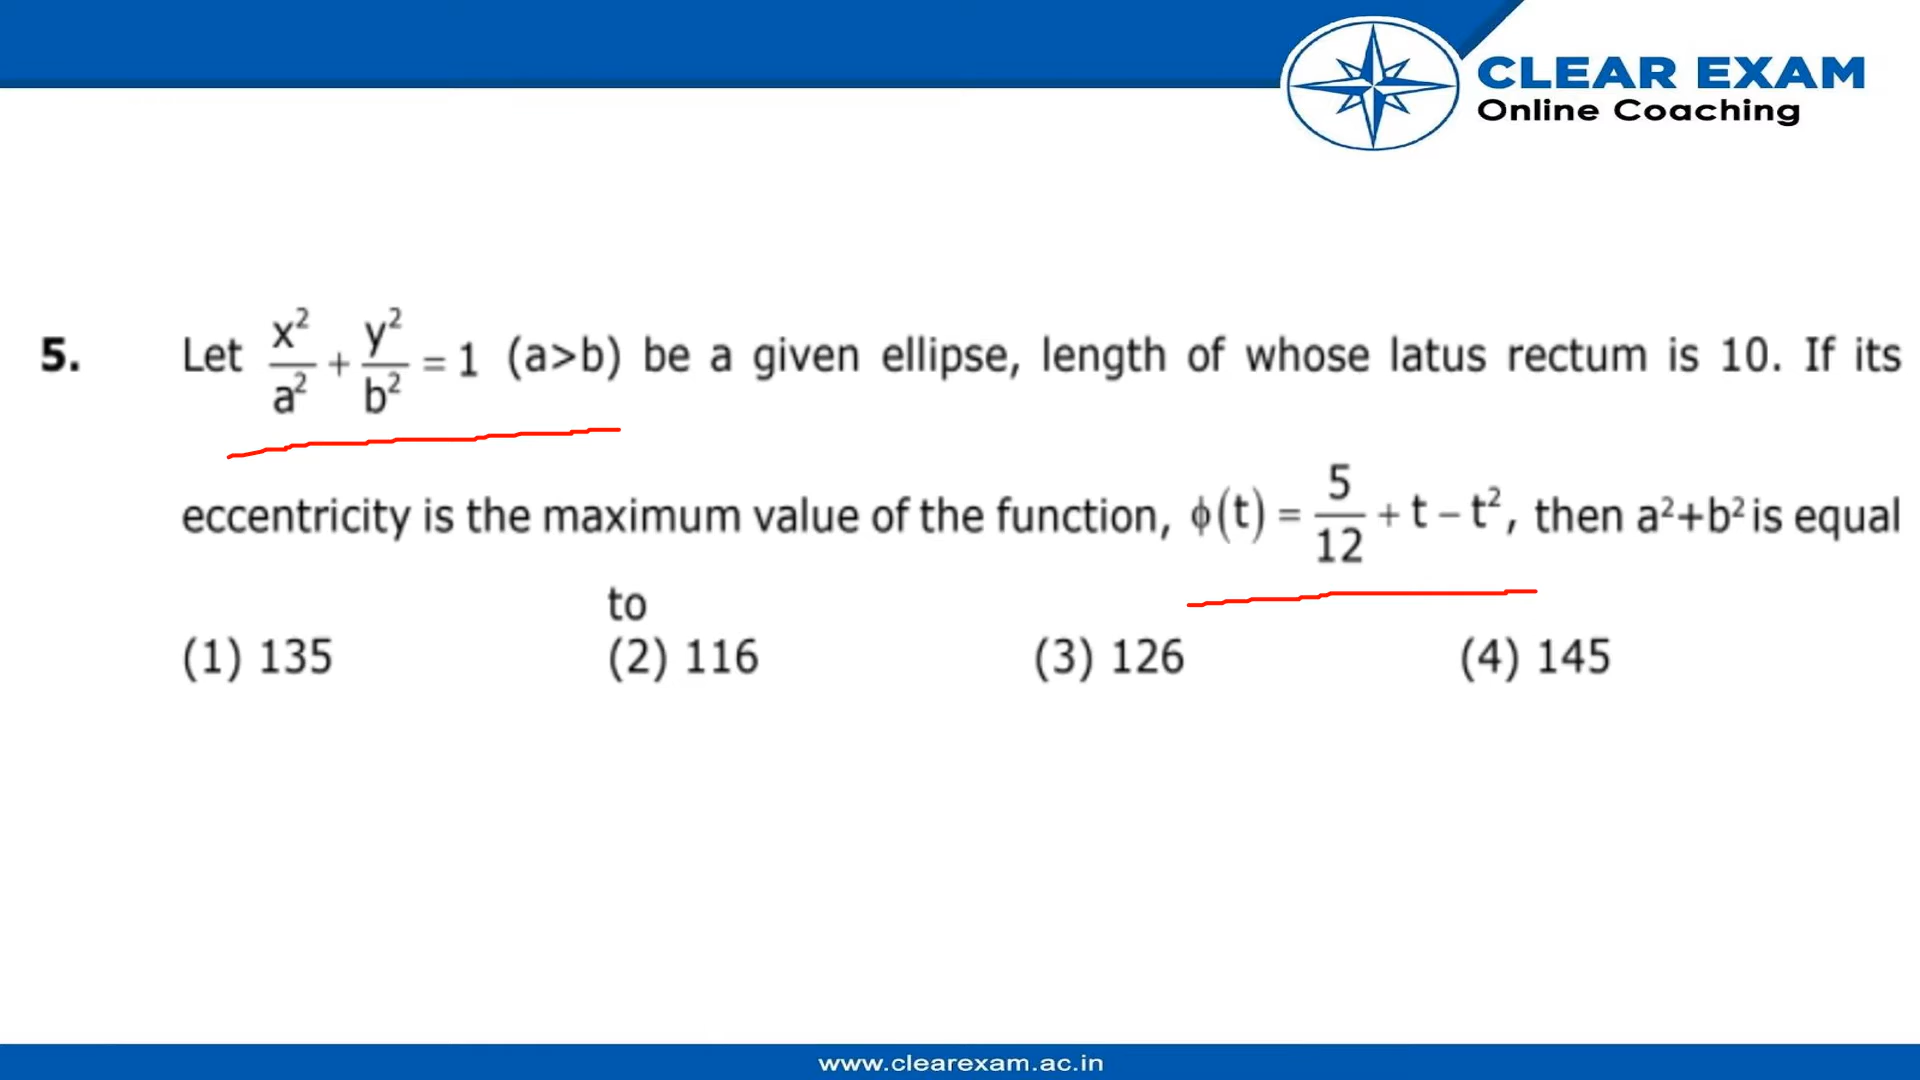 CLEAR EXAM
Online Coaching
5. Let x²/a² + y²/b² = 1 (a>b) be a given ellipse, length of whose latus rectum is 10. If its
eccentricity is the maximum value of the function, ϕ(t) = 5/12 + t − t², then a²+b² is equal
to
(1) 135 (2) 116 (3) 126 (4) 145
www.clearexam.ac.in